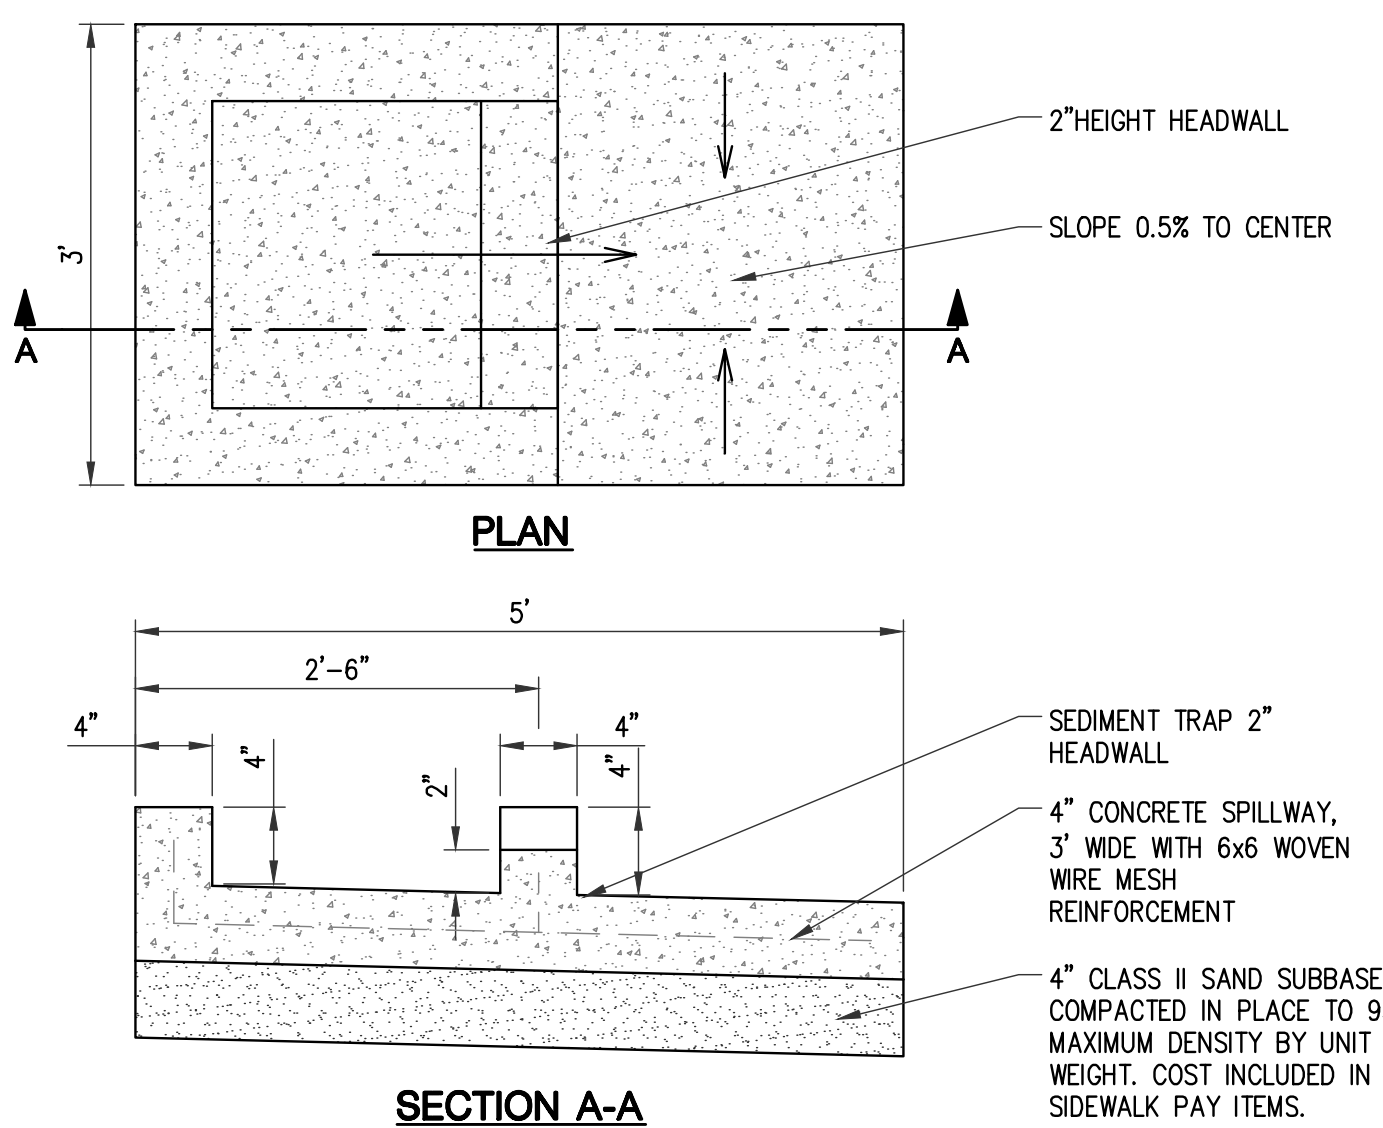 2”HEIGHT HEADWALL
3'
SLOPE 0.5% TO CENTER
A A
PLAN
5'
2'-6”
4” 4”
4” 4”
2”
SEDIMENT TRAP 2”
HEADWALL
4” CONCRETE SPILLWAY,
3' WIDE WITH 6x6 WOVEN
WIRE MESH
REINFORCEMENT
4” CLASS II SAND SUBBASE
COMPACTED IN PLACE TO 9
MAXIMUM DENSITY BY UNIT
WEIGHT. COST INCLUDED IN
SIDEWALK PAY ITEMS.
SECTION A-A